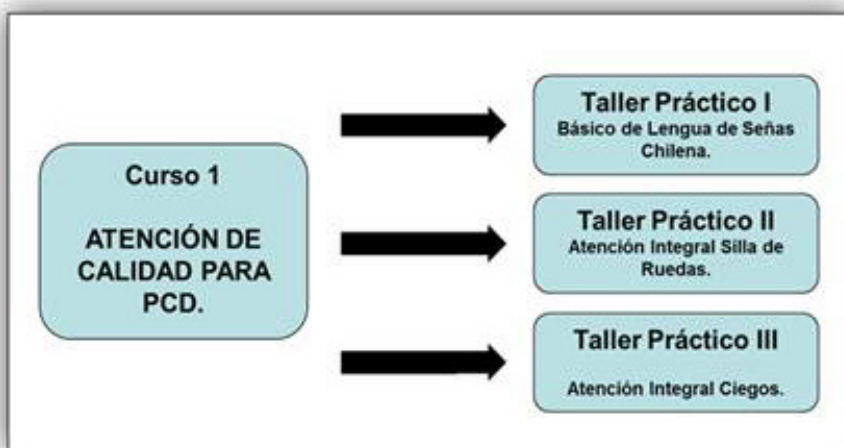 Curso 1
ATENCIÓN DE
CALIDAD PARA
PCD.
Taller Práctico I
Básico de Lengua de Señas
Chilena.
Taller Práctico II
Atención Integral Silla de
Ruedas.
Taller Práctico III
Atención Integral Ciegos.